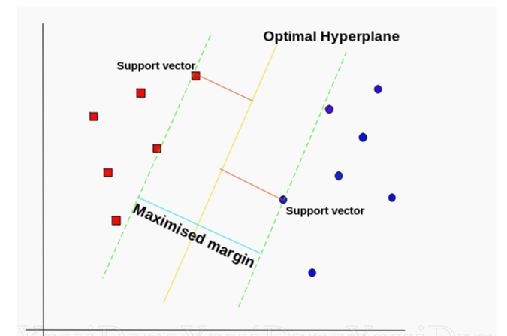 Optimal Hyperplane
Support vector
Support vector
Maximised margin